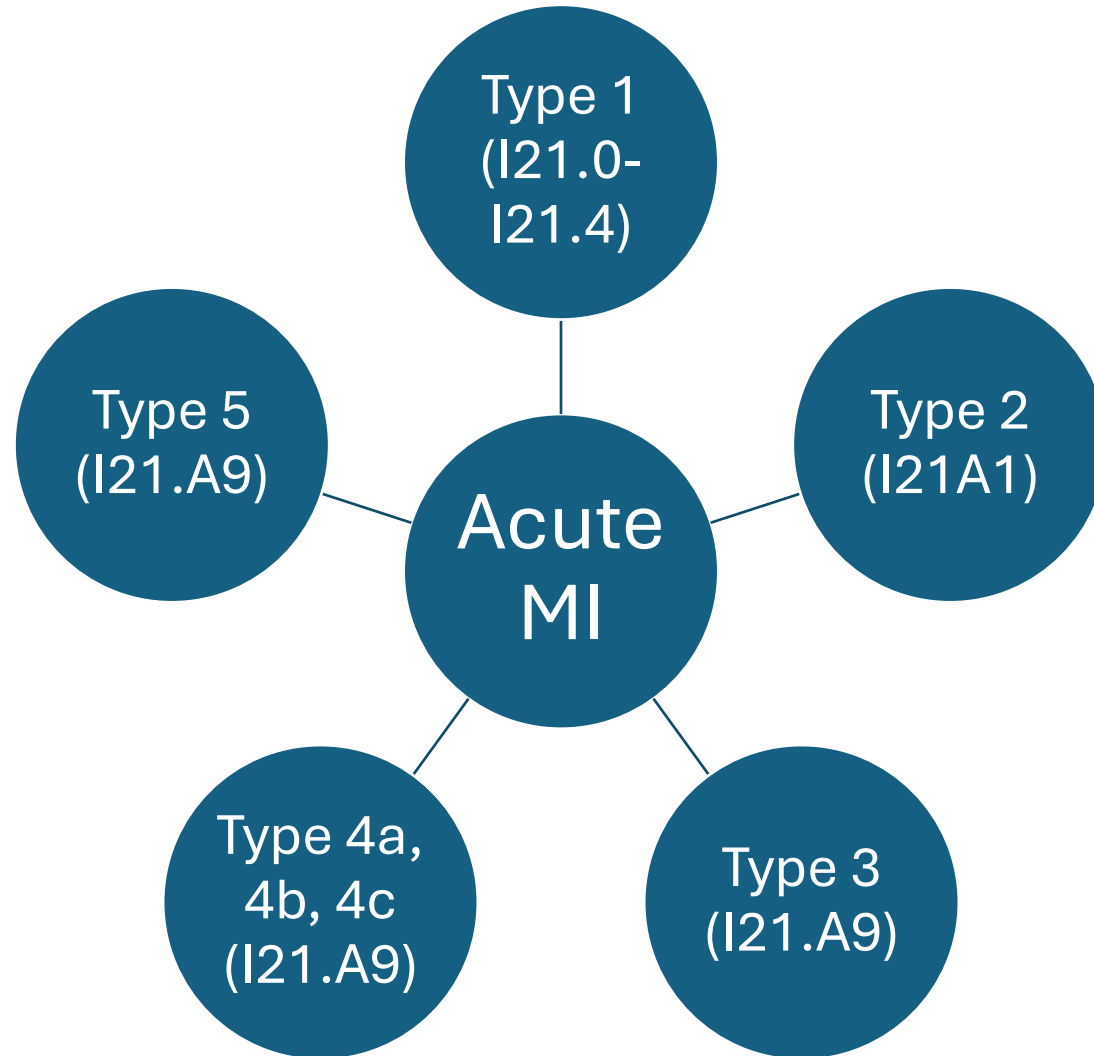 Type 1
(I21.0-
I21.4)
Type 5
(I21.A9)
Type 2
(I21A1)
Acute
MI
Type 4a,
4b, 4c
(I21.A9)
Type 3
(I21.A9)